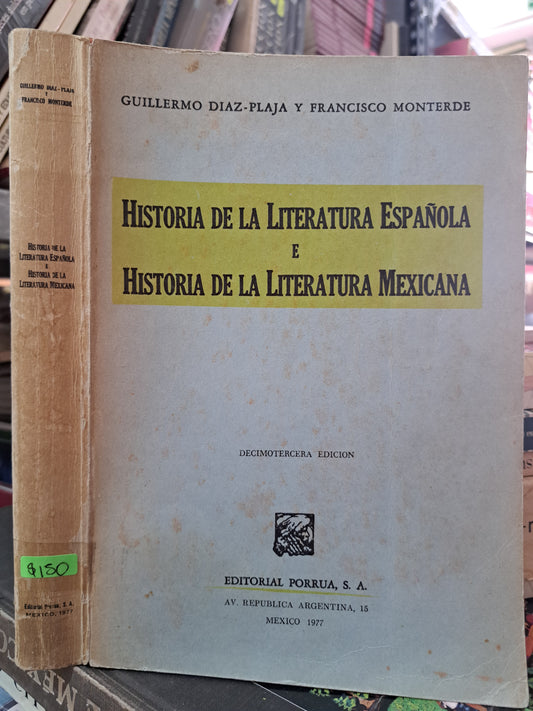 GUILLERMO DIAZ-PLAJA
Y
FRANCISCO MONTERDE
HISTORIA DE LA
LITERATURA ESPAÑOLA
E
HISTORIA DE LA
LITERATURA MEXICANA
$150
Editorial Porrúa, S. A.
MEXICO, 1977
GUILLERMO DIAZ-PLAJA Y FRANCISCO MONTERDE
HISTORIA DE LA LITERATURA ESPAÑOLA
E
HISTORIA DE LA LITERATURA MEXICANA
DECIMOTERCERA EDICION
EDITORIAL PORRUA, S. A.
AV. REPUBLICA ARGENTINA, 15
MEXICO 1977